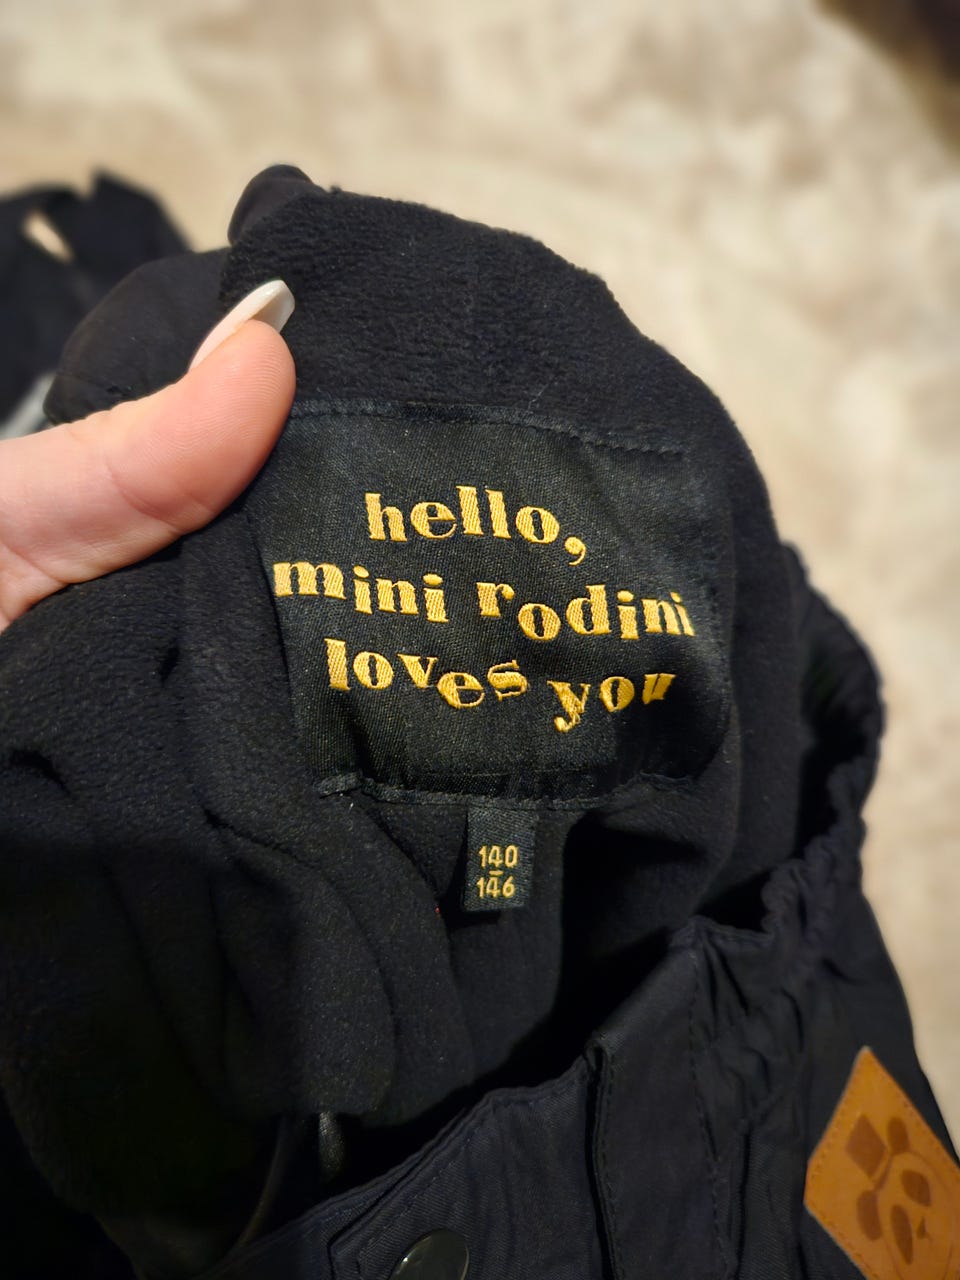 hello,
mini rodini
loves you
140
-
146